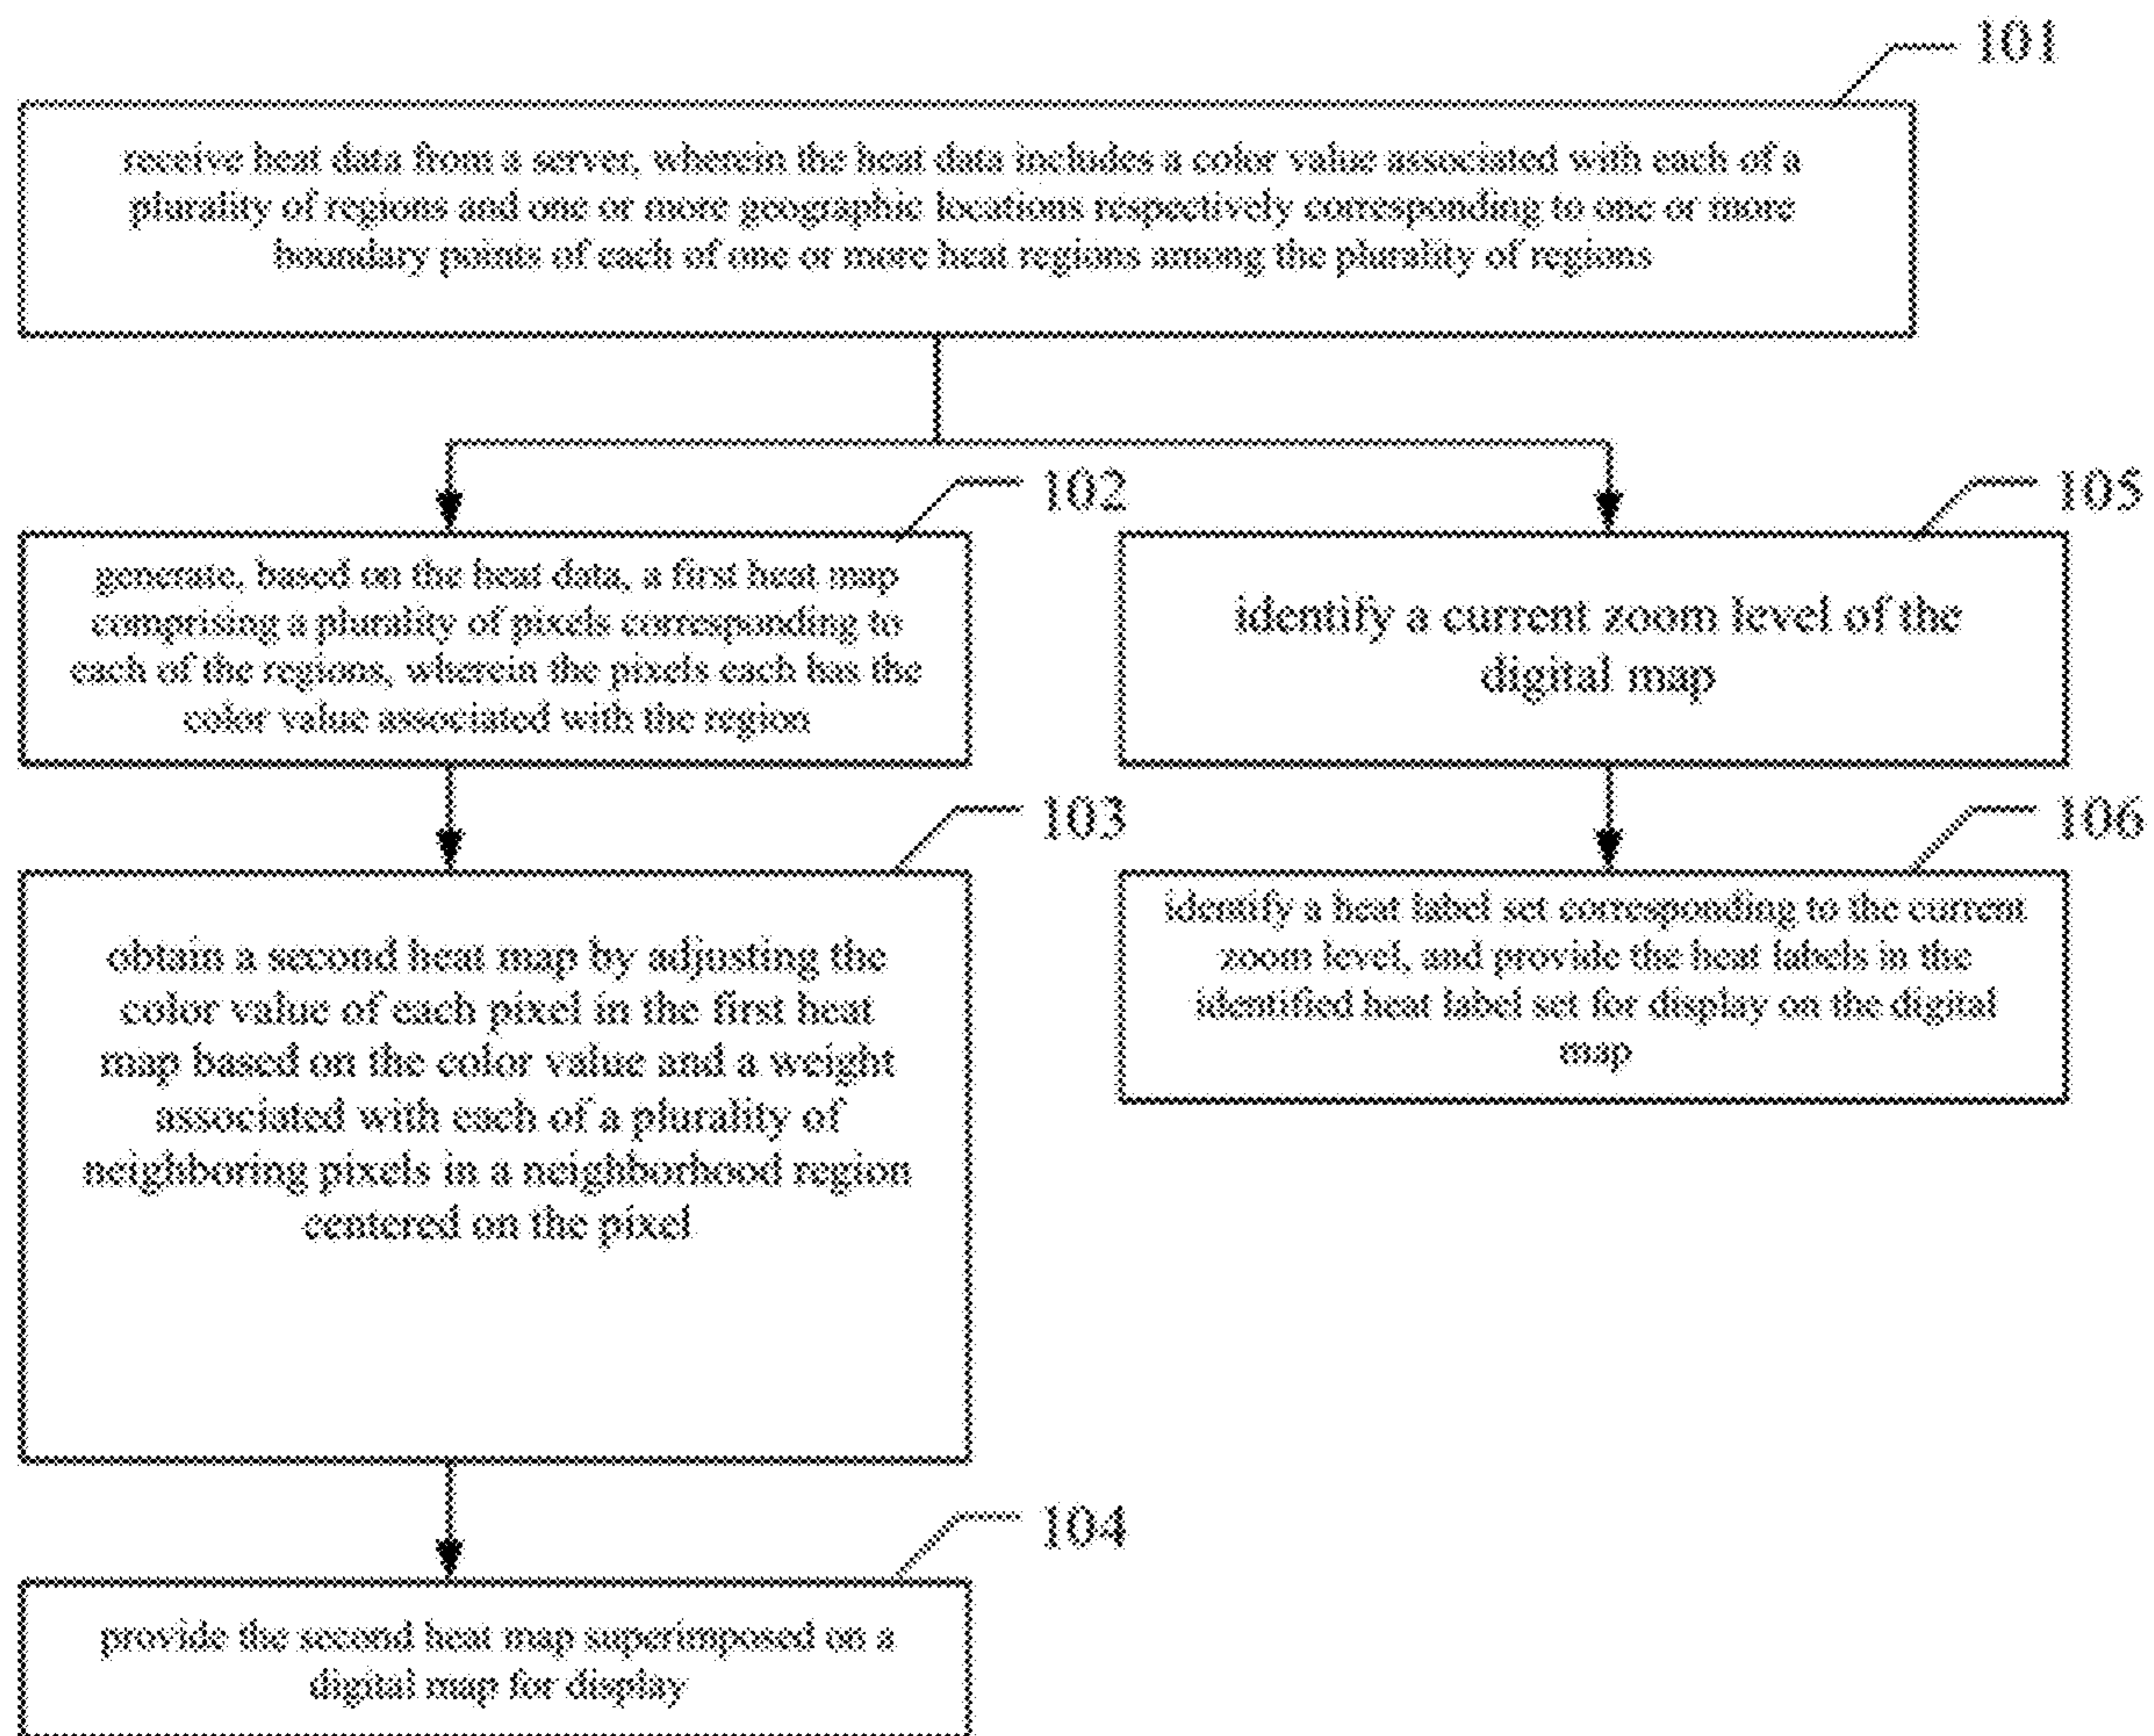 101
receive heat data from a server, wherein the heat data includes a color value associated with each of a
plurality of regions and one or more geographic locations respectively corresponding to one or more
boundary points of each of one or more heat regions among the plurality of regions
102
generate, based on the heat data, a first heat map
comprising a plurality of pixels corresponding to
each of the regions, wherein the pixels each has the
color value associated with the region
105
identify a current zoom level of the
digital map
103
obtain a second heat map by adjusting the
color value of each pixel in the first heat
map based on the color value and a weight
associated with each of a plurality of
neighboring pixels in a neighborhood region
centered on the pixel
106
identify a heat label set corresponding to the current
zoom level, and provide the heat labels in the
identified heat label set for display on the digital
map
104
provide the second heat map superimposed on a
digital map for display